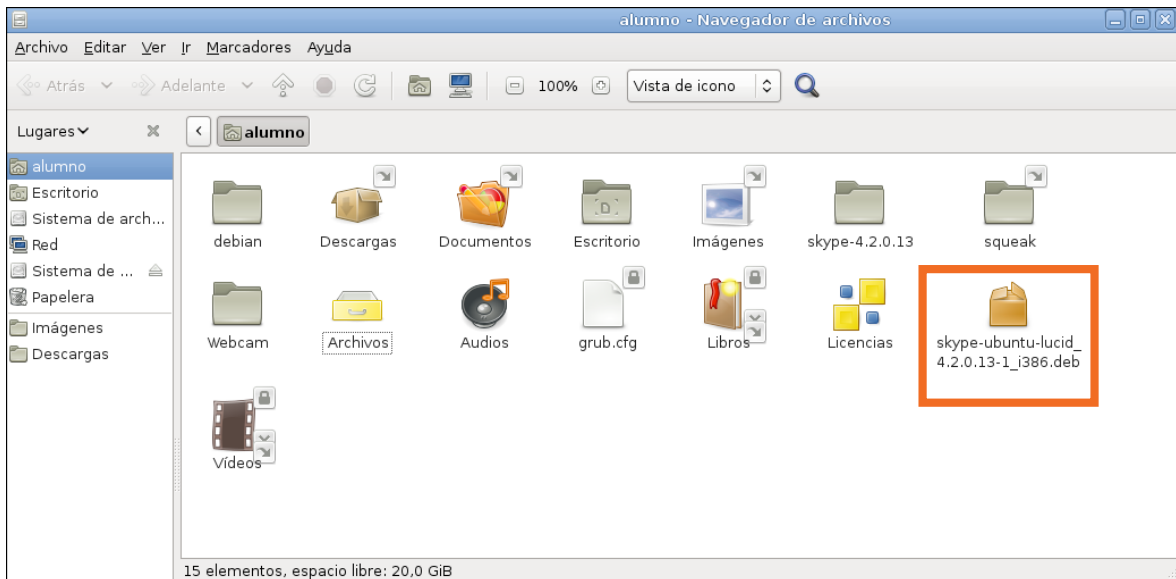 alumno - Navegador de archivos
Archivo Editar Ver Ir Marcadores Ayuda
Atrás Adelante 100% Vista de icono
Lugares alumno
alumno
Escritorio
Sistema de arch...
Red
Sistema de ...
Papelera
Imágenes
Descargas
debian Descargas Documentos Escritorio Imágenes skype-4.2.0.13 squeak
Webcam Archivos Audios grub.cfg Libros Licencias skype-ubuntu-lucid_
4.2.0.13-1_i386.deb
Vídeos
15 elementos, espacio libre: 20,0 GiB